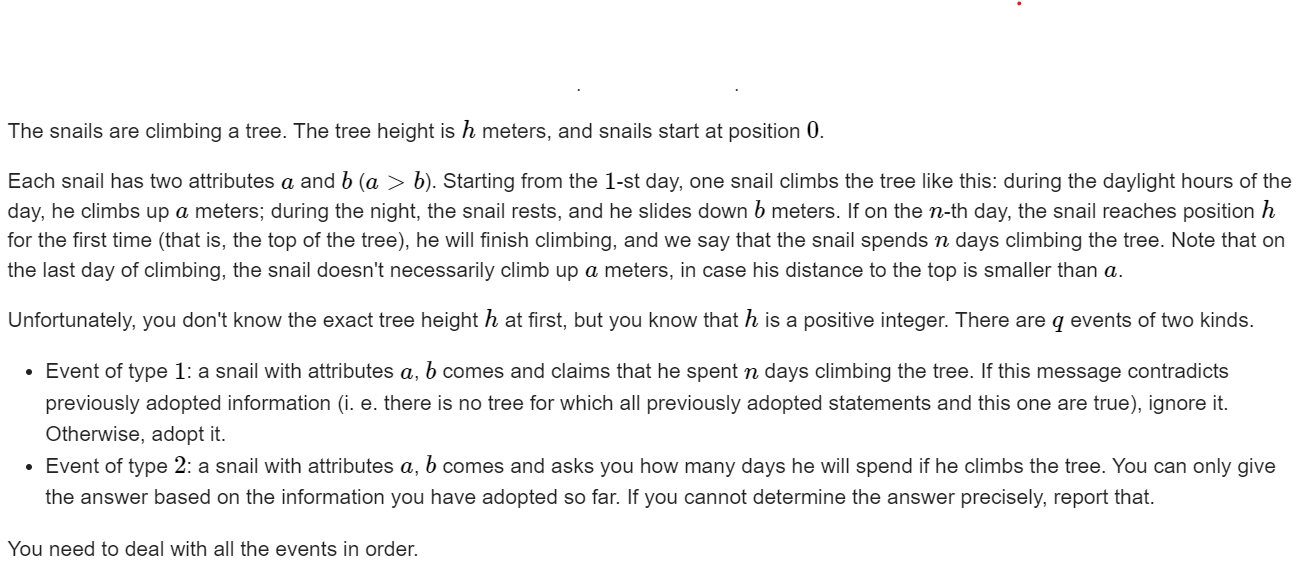 The snails are climbing a tree. The tree height is h meters, and snails start at position 0.
Each snail has two attributes a and b (a > b). Starting from the 1-st day, one snail climbs the tree like this: during the daylight hours of the
day, he climbs up a meters; during the night, the snail rests, and he slides down b meters. If on the n-th day, the snail reaches position h
for the first time (that is, the top of the tree), he will finish climbing, and we say that the snail spends n days climbing the tree. Note that on
the last day of climbing, the snail doesn't necessarily climb up a meters, in case his distance to the top is smaller than a.
Unfortunately, you don't know the exact tree height h at first, but you know that h is a positive integer. There are q events of two kinds.
• Event of type 1: a snail with attributes a, b comes and claims that he spent n days climbing the tree. If this message contradicts
previously adopted information (i. e. there is no tree for which all previously adopted statements and this one are true), ignore it.
Otherwise, adopt it.
• Event of type 2: a snail with attributes a, b comes and asks you how many days he will spend if he climbs the tree. You can only give
the answer based on the information you have adopted so far. If you cannot determine the answer precisely, report that.
You need to deal with all the events in order.